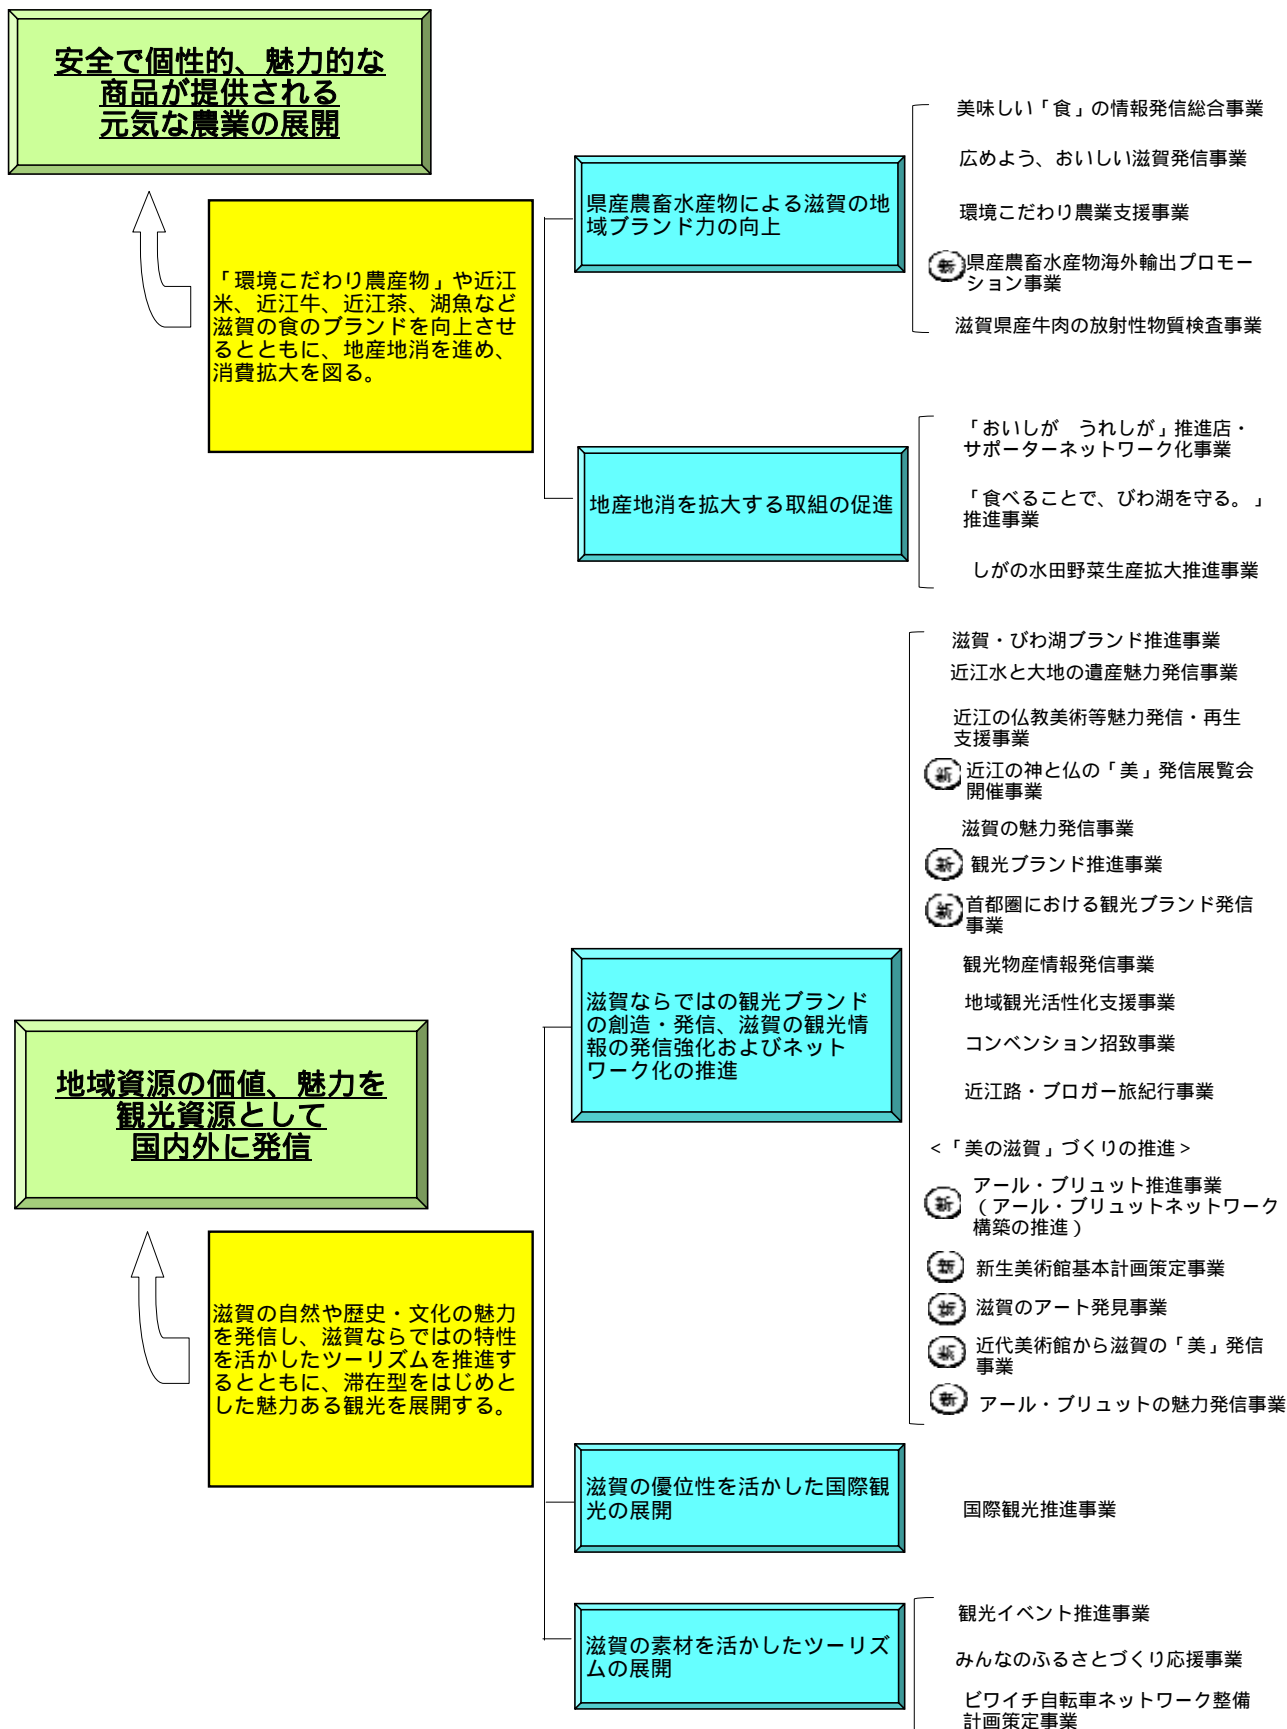 安全で個性的、魅力的な
商品が提供される
元気な農業の展開
「環境こだわり農産物」や近江
米、近江牛、近江茶、湖魚など
滋賀の食のブランドを向上させ
るとともに、地産地消を進め、
消費拡大を図る。
県産農畜水産物による滋賀の地
域ブランド力の向上
美味しい「食」の情報発信総合事業
広めよう、おいしい滋賀発信事業
環境こだわり農業支援事業
新 県産農畜水産物海外輸出プロモー
ション事業
滋賀県産牛肉の放射性物質検査事業
地産地消を拡大する取組の促進
「おいしが　うれしが」推進店・
サポーターネットワーク化事業
「食べることで、びわ湖を守る。」
推進事業
しがの水田野菜生産拡大推進事業
地域資源の価値、魅力を
観光資源として
国内外に発信
滋賀の自然や歴史・文化の魅力
を発信し、滋賀ならではの特性
を活かしたツーリズムを推進す
るとともに、滞在型をはじめと
した魅力ある観光を展開する。
滋賀ならではの観光ブランド
の創造・発信、滋賀の観光情
報の発信強化およびネット
ワーク化の推進
滋賀・びわ湖ブランド推進事業
近江水と大地の遺産魅力発信事業
近江の仏教美術等魅力発信・再生
支援事業
新 近江の神と仏の「美」発信展覧会
開催事業
滋賀の魅力発信事業
新 観光ブランド推進事業
新 首都圏における観光ブランド発信
事業
観光物産情報発信事業
地域観光活性化支援事業
コンベンション招致事業
近江路・ブロガー旅紀行事業
＜「美の滋賀」づくりの推進＞
新 アール・ブリュット推進事業
（アール・ブリュットネットワーク
構築の推進）
新 新生美術館基本計画策定事業
新 滋賀のアート発見事業
新 近代美術館から滋賀の「美」発信
事業
新 アール・ブリュットの魅力発信事業
滋賀の優位性を活かした国際観
光の展開
国際観光推進事業
滋賀の素材を活かしたツーリズ
ムの展開
観光イベント推進事業
みんなのふるさとづくり応援事業
ビワイチ自転車ネットワーク整備
計画策定事業